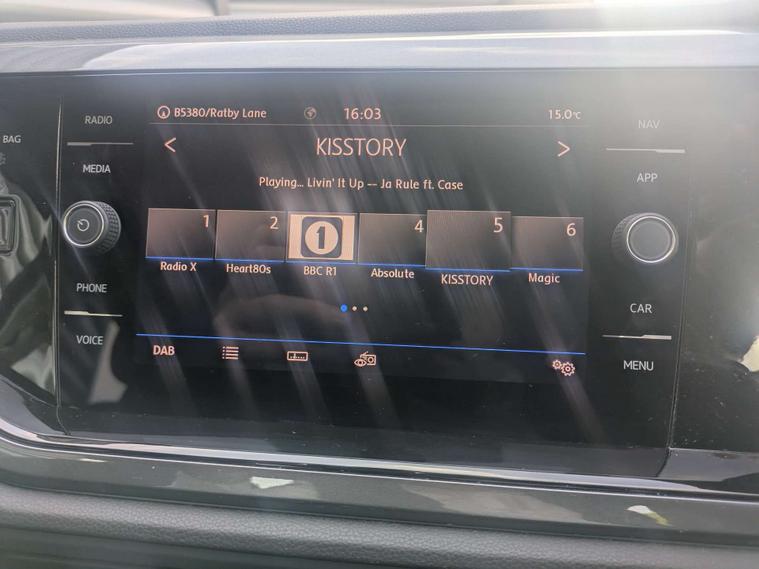 BAG
RADIO
MEDIA
PHONE
VOICE
B5380/Ratby Lane 16:03 15.0°C
< KISSTORY >
Playing... Livin' It Up -- Ja Rule ft. Case
1 2 1 4 5 6
Radio X Heart80s BBC R1 Absolute KISSTORY Magic
DAB
NAV
APP
CAR
MENU